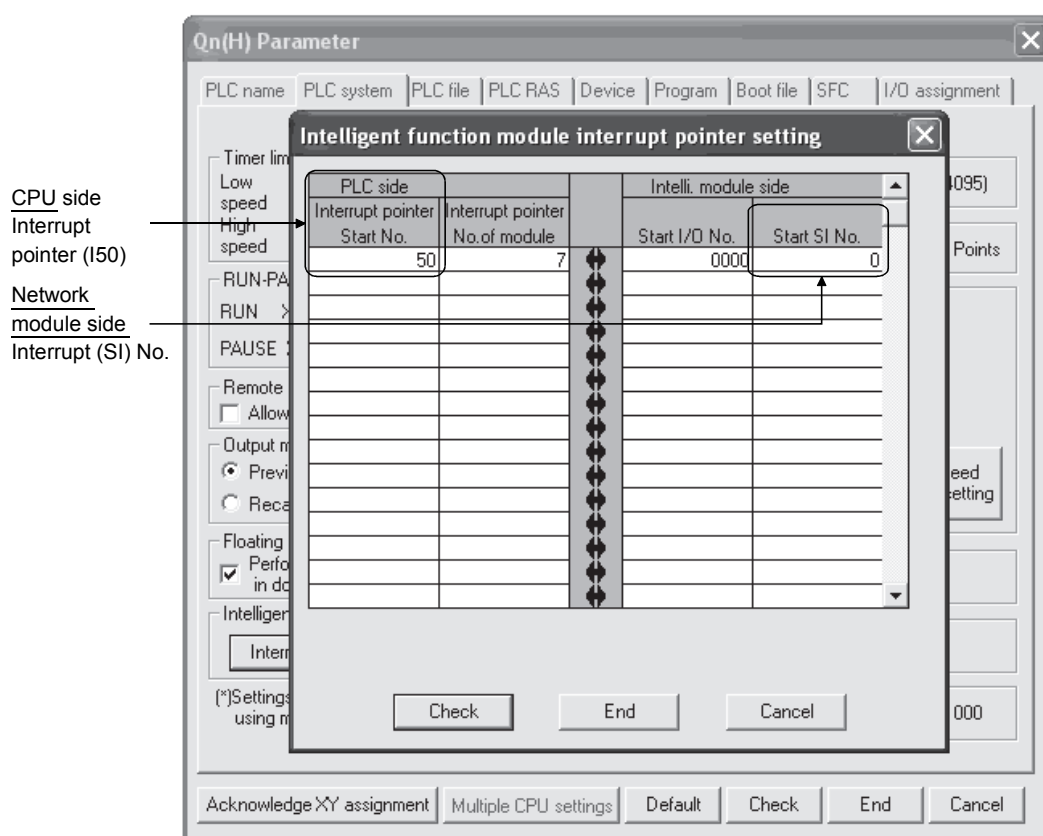 Qn(H) Parameter
PLC name PLC system PLC file PLC RAS Device Program Boot file SFC I/O assignment
Intelligent function module interrupt pointer setting
CPU side
Interrupt
pointer (I50)
Network
module side
Interrupt (SI) No.
Timer lim
Low
speed
High
speed
RUN-PA
RUN
PAUSE
Remote
Allow
Output m
Previ
Reca
Floating
Perfo
in do
Intelliger
Interr
(*)Settings
using m
PLC side Intelli. module side
Interrupt pointer Interrupt pointer
Start No. No.of module Start I/O No. Start SI No.
50 7 0000 0
Check End Cancel
4095)
Points
eed
etting
000
Acknowledge XY assignment Multiple CPU settings Default Check End Cancel